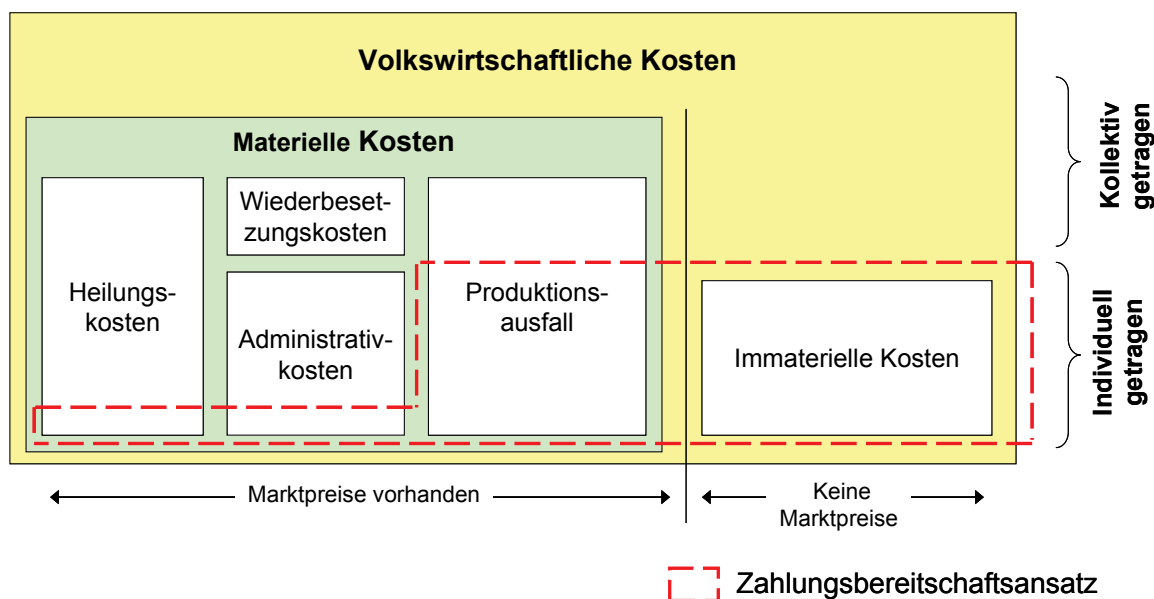 Volkswirtschaftliche Kosten
Materielle Kosten
Heilungs-
kosten
Wiederbeset-
zungskosten
Administrativ-
kosten
Produktions-
ausfall
Immaterielle Kosten
Kollektiv
getragen
Individuell
getragen
Marktpreise vorhanden
Keine
Marktpreise
Zahlungsbereitschaftsansatz